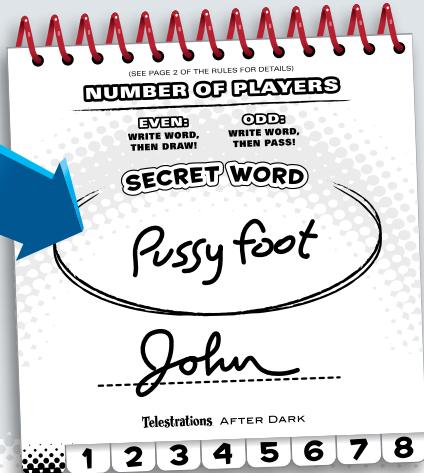 (SEE PAGE 2 OF THE RULES FOR DETAILS)
NUMBER OF PLAYERS
EVEN: ODD:
WRITE WORD, WRITE WORD,
THEN DRAW! THEN PASS!
SECRET WORD
Pussy foot
John
Telestrations AFTER DARK
1 2 3 4 5 6 7 8